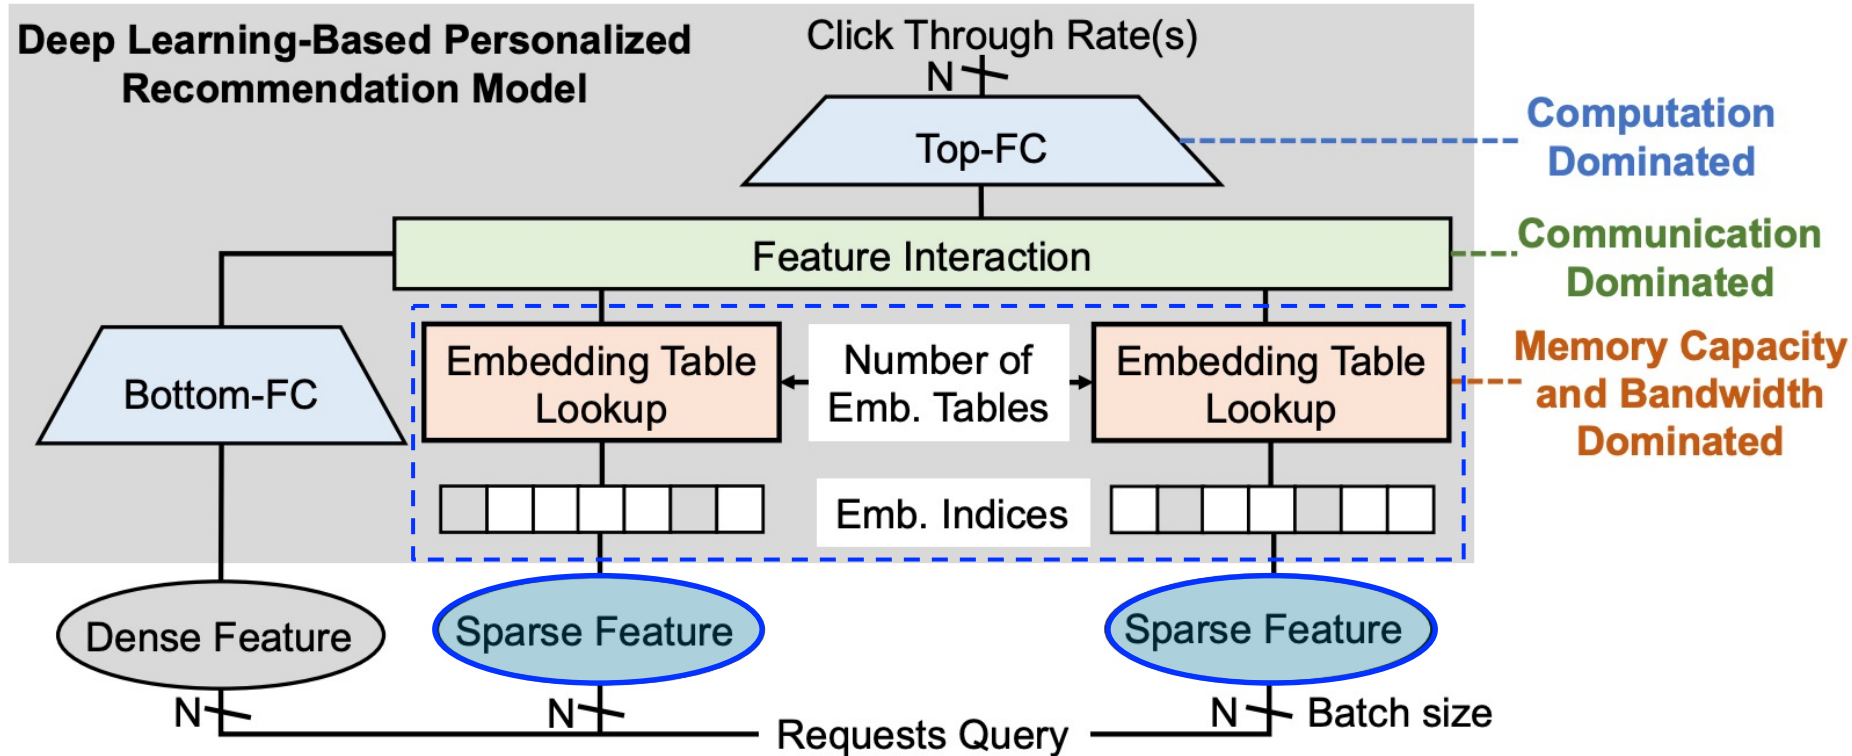 Deep Learning-Based Personalized
Recommendation Model
Click Through Rate(s)
N
Top-FC
Computation
Dominated
Feature Interaction
Communication
Dominated
Bottom-FC
Embedding Table
Lookup
Number of
Emb. Tables
Embedding Table
Lookup
Memory Capacity
and Bandwidth
Dominated
Emb. Indices
Dense Feature
Sparse Feature
Sparse Feature
N
N
N
Batch size
Requests Query